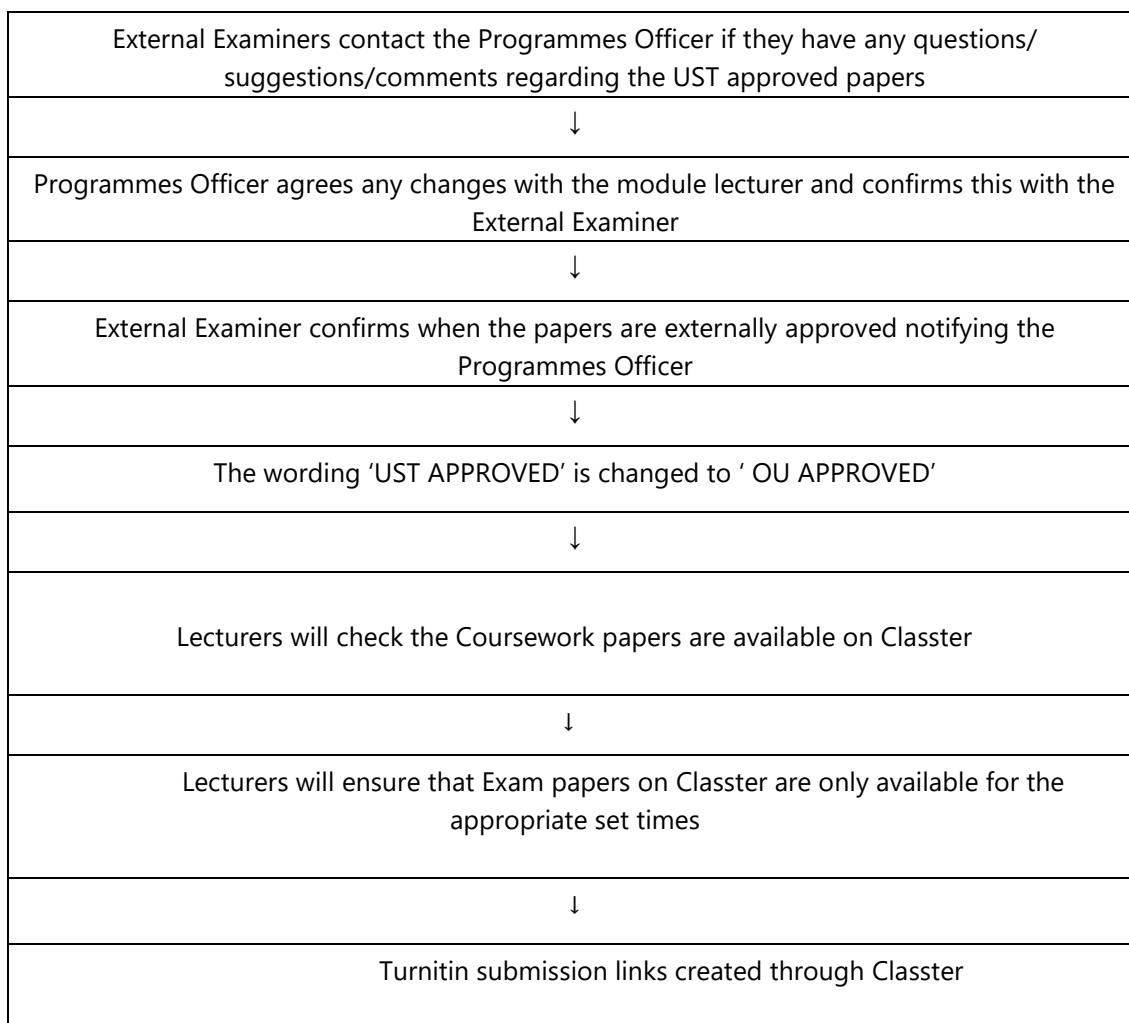 External Examiners contact the Programmes Officer if they have any questions/
suggestions/comments regarding the UST approved papers
↓
Programmes Officer agrees any changes with the module lecturer and confirms this with the
External Examiner
↓
External Examiner confirms when the papers are externally approved notifying the
Programmes Officer
↓
The wording ‘UST APPROVED’ is changed to ‘ OU APPROVED’
↓
Lecturers will check the Coursework papers are available on Classter
↓
Lecturers will ensure that Exam papers on Classter are only available for the
appropriate set times
↓
Turnitin submission links created through Classter